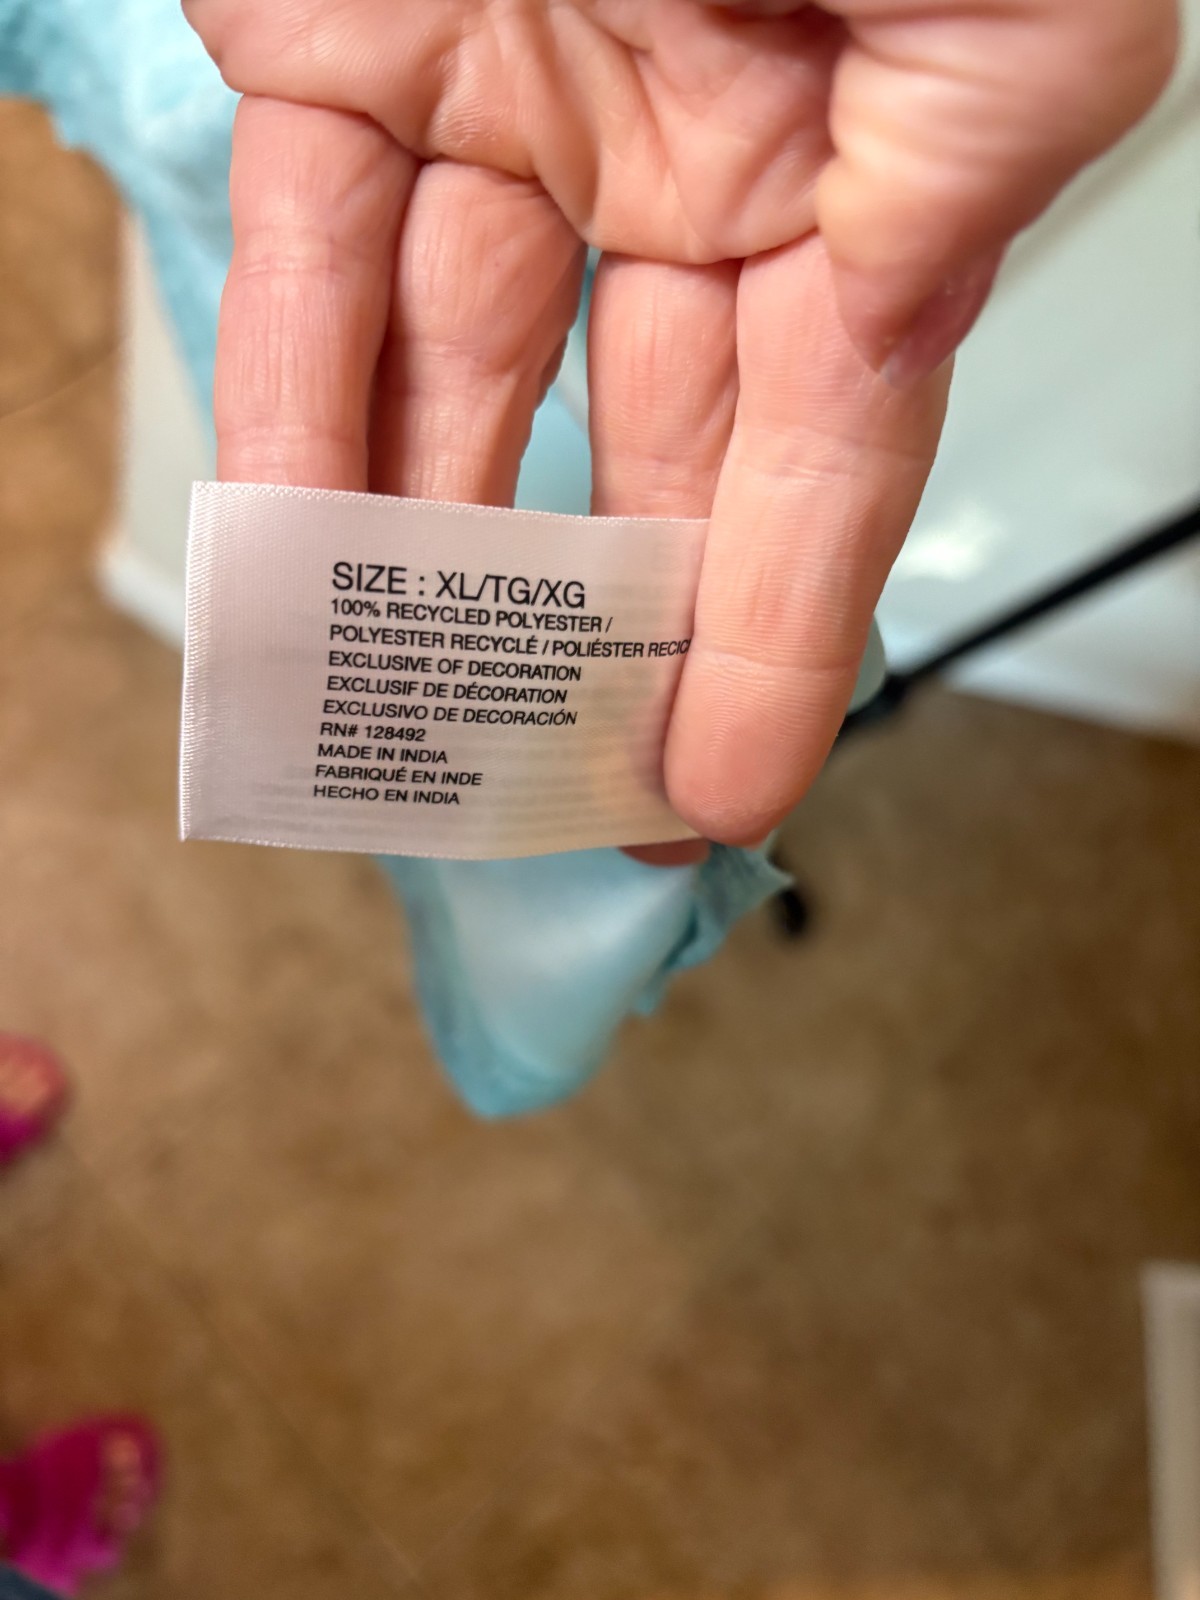 SIZE : XL/TG/XG
100% RECYCLED POLYESTER /
POLYESTER RECYCLÉ / POLIÉSTER
EXCLUSIVE OF DECORATION
EXCLUSIF DE DÉCORATION
EXCLUSIVO DE DECORACIÓN
RN# 128492
MADE IN INDIA
FABRIQUÉ EN INDE
HECHO EN INDIA